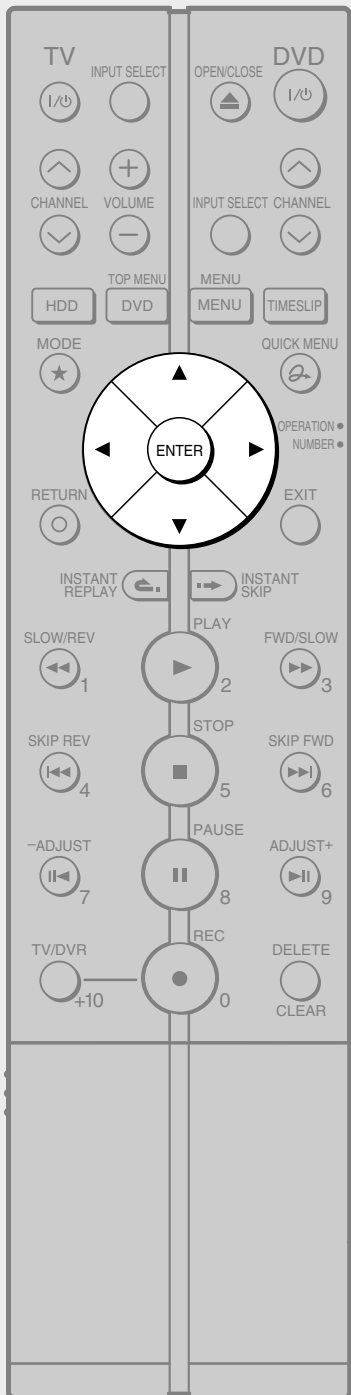 TV DVD
INPUT SELECT OPEN/CLOSE
I/⏻ I/⏻
CHANNEL VOLUME INPUT SELECT CHANNEL
TOP MENU MENU
HDD DVD MENU TIMESLIP
MODE QUICK MENU
OPERATION
NUMBER
ENTER
RETURN EXIT
INSTANT REPLAY INSTANT SKIP
SLOW/REV PLAY FWD/SLOW
1 2 3
SKIP REV STOP SKIP FWD
4 5 6
−ADJUST PAUSE ADJUST+
7 8 9
TV/DVR REC DELETE
+10 0 CLEAR